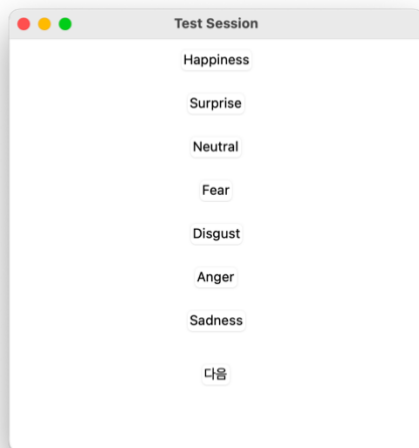 Test Session
Happiness
Surprise
Neutral
Fear
Disgust
Anger
Sadness
다음